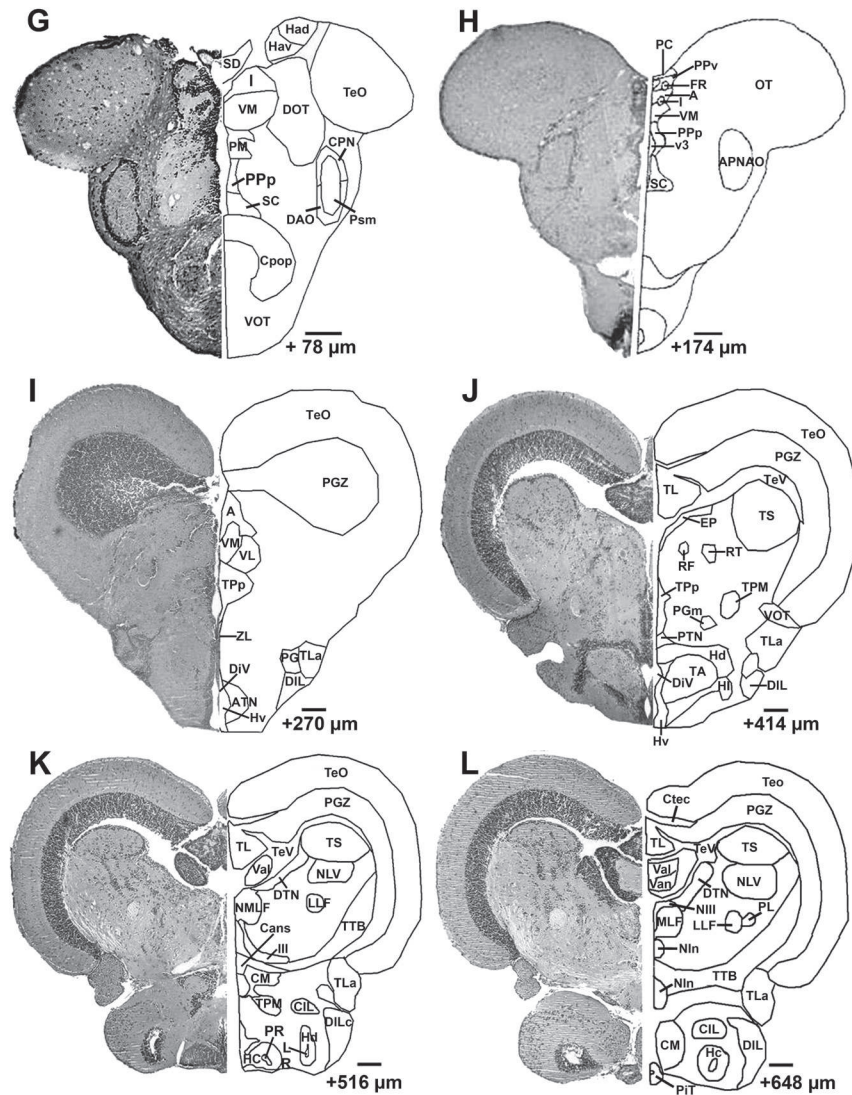 G
Had
Hav
SD
I
TeO
VM
DOT
PM
CPN
PPp
SC
DAO
Psm
Cpop
VOT
+ 78 µm
H
PC
PPv
FR
OT
A
I
VM
PPp
v3
APNAO
SC
+174 µm
I
TeO
PGZ
A
VM
VL
TPp
ZL
PG
TLa
DiV
DIL
ATN
Hv
+270 µm
J
TeO
PGZ
TeV
TL
TS
EP
RF
RT
TPp
TPM
PGm
VOT
PTN
TLa
Hd
TA
DiV
Hl
DIL
Hv
+414 µm
K
TeO
PGZ
TL
TeV
TS
Val
NLV
DTN
NMLF
LLF
TTB
Cans
III
CM
TLa
TPM
CIL
DILc
PR
L
Hd
HC
R
+516 µm
L
Teo
Ctec
PGZ
TL
TeV
TS
Val
Van
NLV
DTN
NIII
PL
MLF
LLF
NIn
TTB
NIn
TLa
CIL
CM
DIL
Hc
PiT
+648 µm